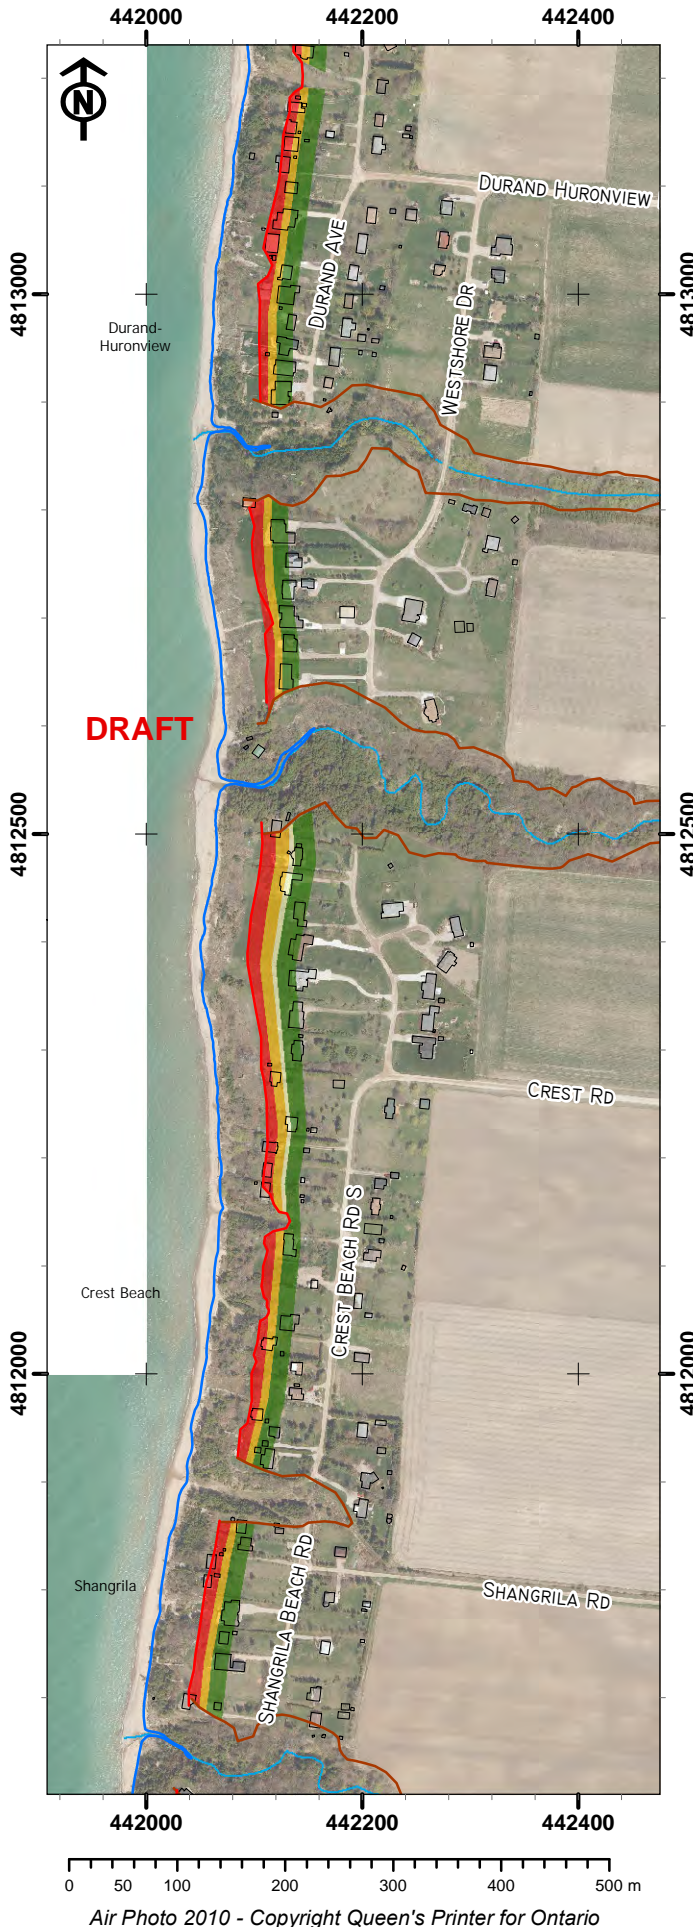 442000 442200 442400
N
DURAND HURONVIEW
DURAND AVE
WESTSHORE DR
4813000 4813000
Durand-
Huronview
DRAFT
4812500 4812500
CREST RD
CREST BEACH RD S
Crest Beach
4812000 4812000
Shangrila
SHANGRILA RD
SHANGRILA BEACH RD
442000 442200 442400
0 50 100 200 300 400 500 m
Air Photo 2010 - Copyright Queen's Printer for Ontario